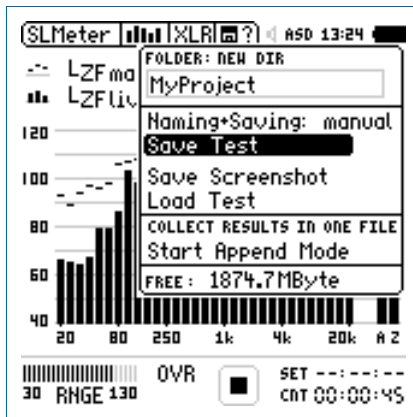 SLMeter XLR ?
ASD 13:24
LZFma
LZFliv
FOLDER: NEW DIR
MyProject
Naming+Saving: manual
Save Test
Save Screenshot
Load Test
COLLECT RESULTS IN ONE FILE
Start Append Mode
FREE: 1874.7MByte
120
100
80
60
40
20 80 250 1k 4k 20k A Z
30 RNGE 130
OVR
SET --:--:--
CNT 00:00:45